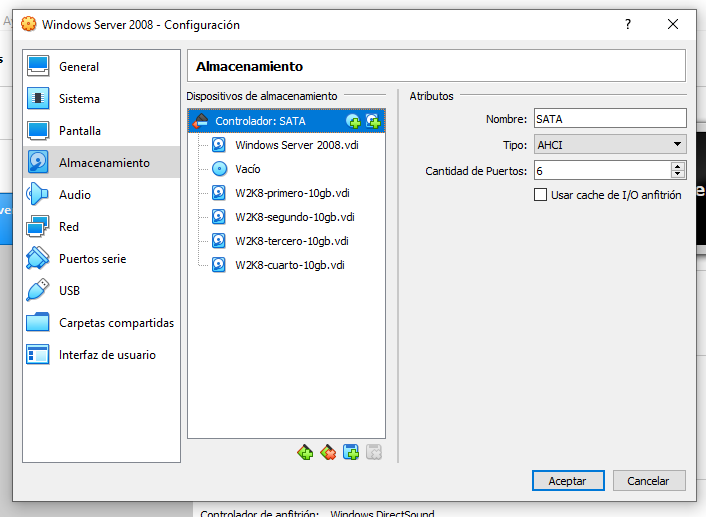 Windows Server 2008 - Configuración
General
Sistema
Pantalla
Almacenamiento
Audio
Red
Puertos serie
USB
Carpetas compartidas
Interfaz de usuario
Almacenamiento
Dispositivos de almacenamiento
Controlador: SATA
Windows Server 2008.vdi
Vacío
W2K8-primero-10gb.vdi
W2K8-segundo-10gb.vdi
W2K8-tercero-10gb.vdi
W2K8-cuarto-10gb.vdi
Atributos
Nombre: SATA
Tipo: AHCI
Cantidad de Puertos: 6
Usar cache de I/O anfitrión
Aceptar
Cancelar
Controlador de anfitrión: Windows DirectSound